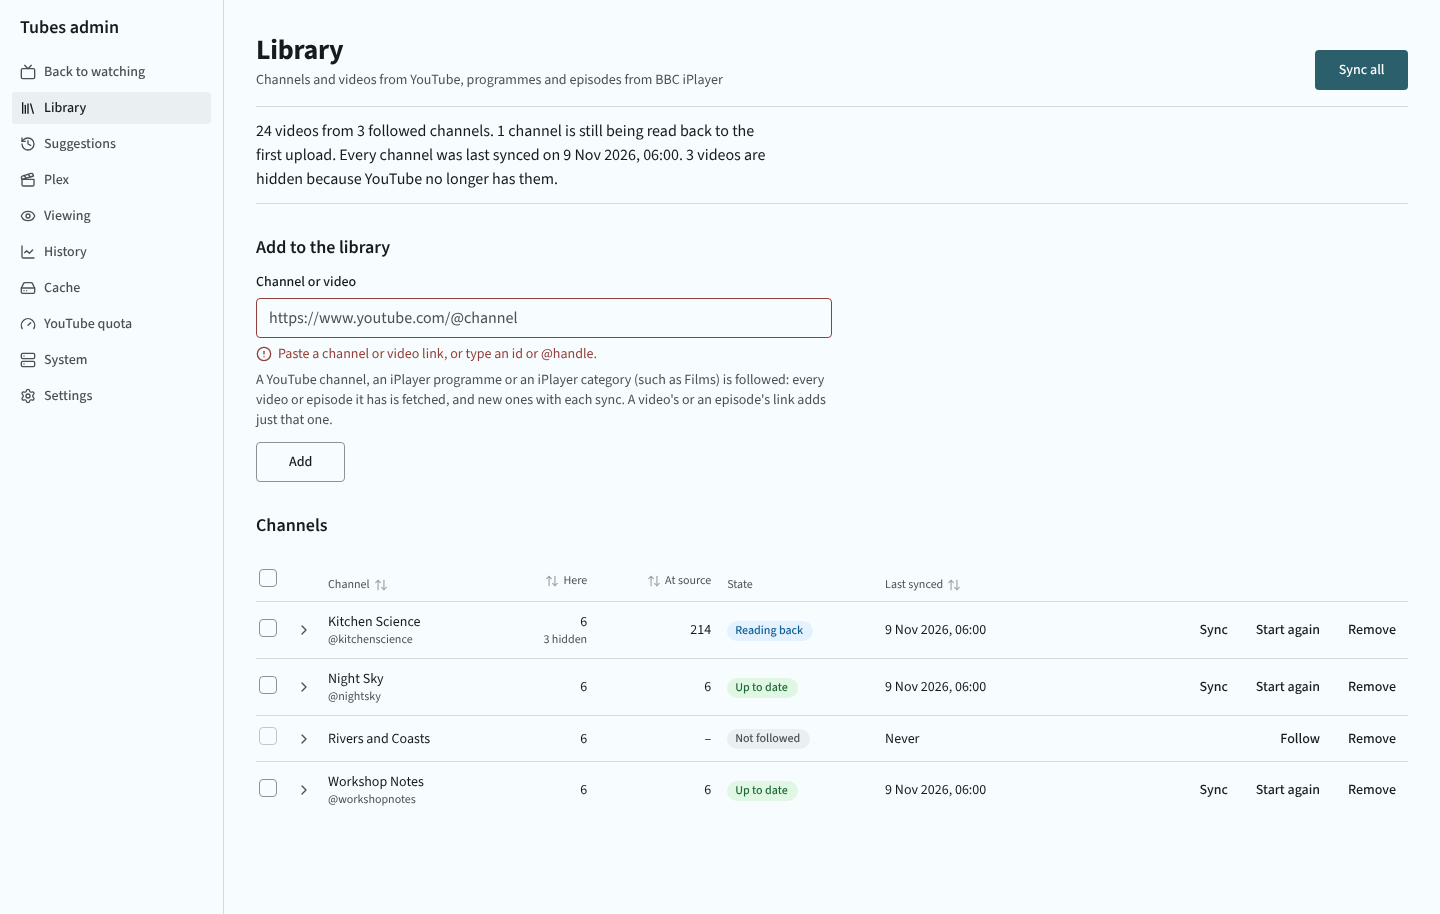 Tubes admin
Back to watching
Library
Suggestions
Plex
Viewing
History
Cache
YouTube quota
System
Settings
Library
Channels and videos from YouTube, programmes and episodes from BBC iPlayer
Sync all
24 videos from 3 followed channels. 1 channel is still being read back to the
first upload. Every channel was last synced on 9 Nov 2026, 06:00. 3 videos are
hidden because YouTube no longer has them.
Add to the library
Channel or video
https://www.youtube.com/@channel
Paste a channel or video link, or type an id or @handle.
A YouTube channel, an iPlayer programme or an iPlayer category (such as Films) is followed: every
video or episode it has is fetched, and new ones with each sync. A video's or an episode's link adds
just that one.
Add
Channels
Channel Here At source State Last synced
Kitchen Science 6 214 Reading back 9 Nov 2026, 06:00 Sync Start again Remove
@kitchenscience 3 hidden
Night Sky 6 6 Up to date 9 Nov 2026, 06:00 Sync Start again Remove
@nightsky
Rivers and Coasts 6 – Not followed Never Follow Remove
Workshop Notes 6 6 Up to date 9 Nov 2026, 06:00 Sync Start again Remove
@workshopnotes